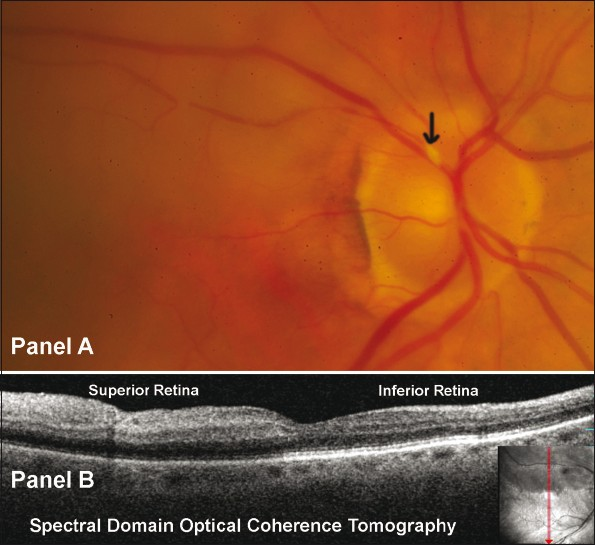 Panel A
Superior Retina
Inferior Retina
Panel B
Spectral Domain Optical Coherence Tomography